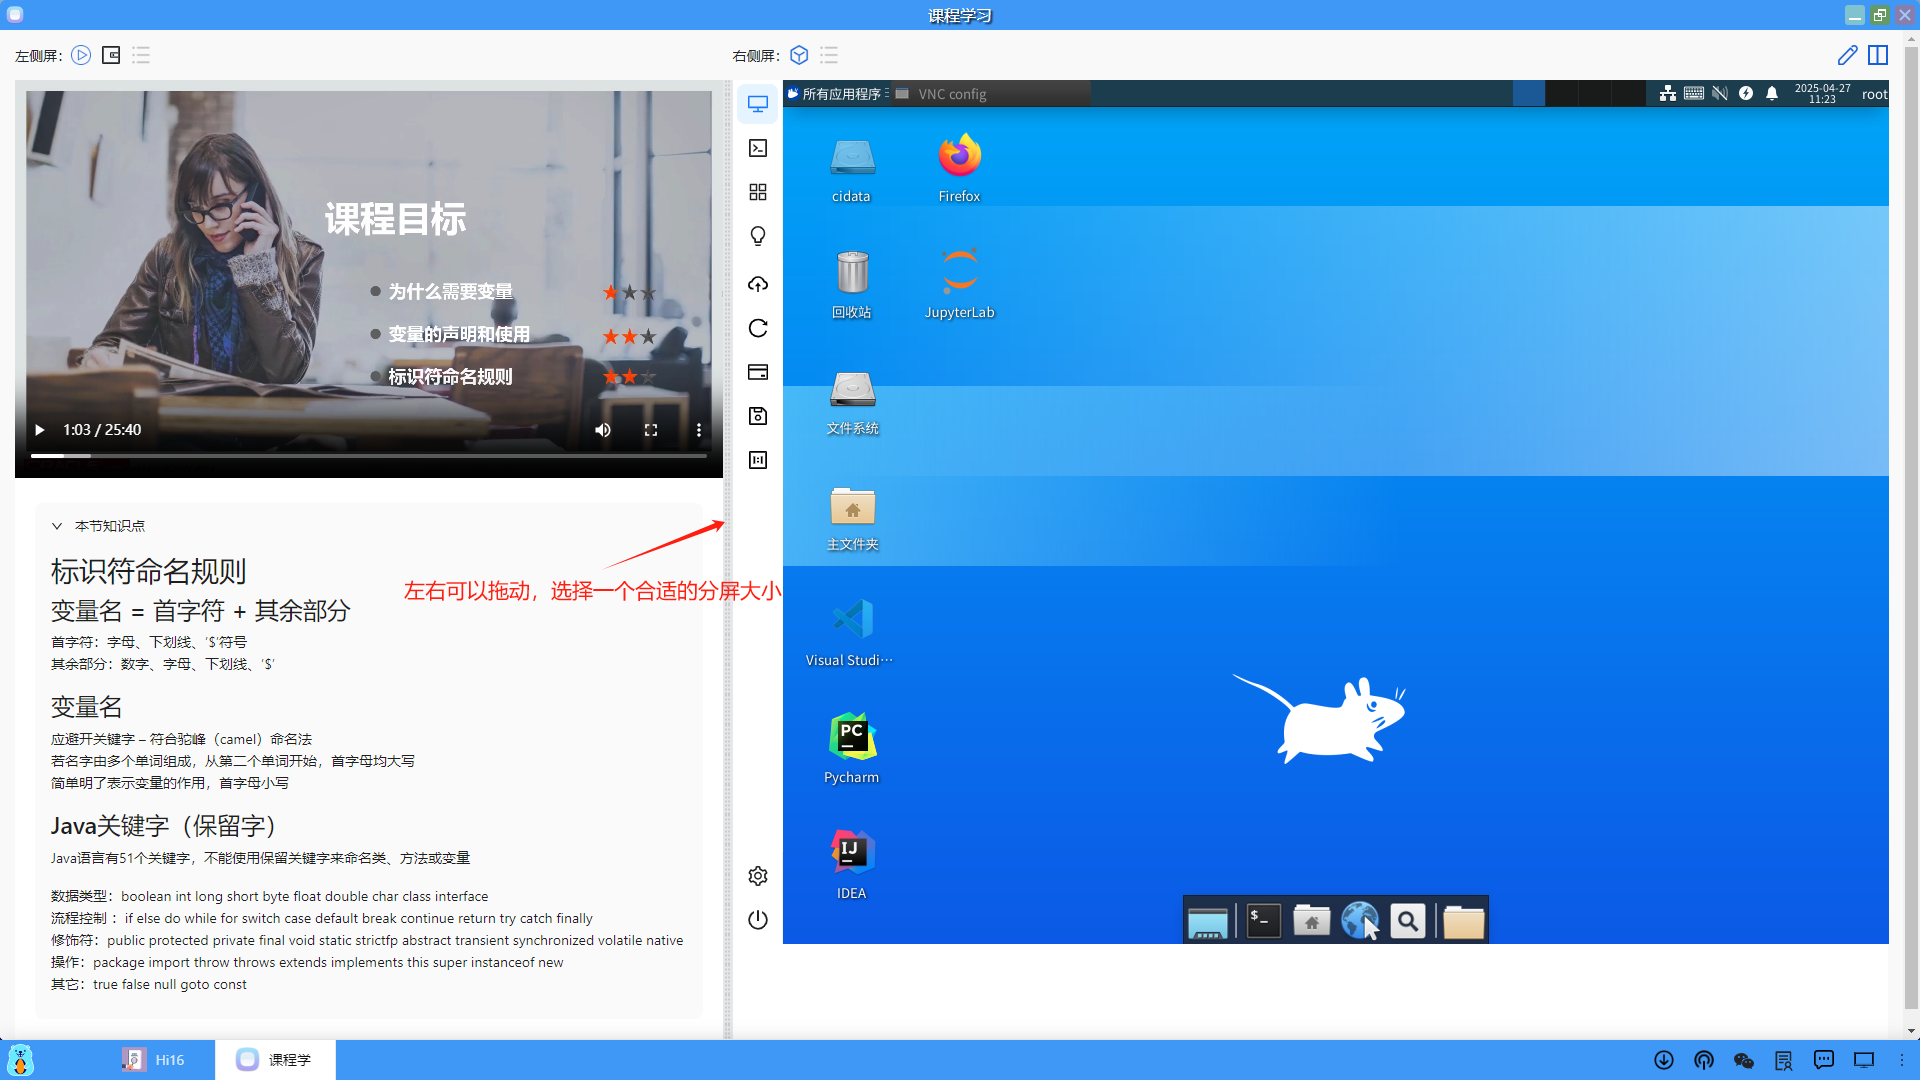 课程学习
左侧屏：
右侧屏：
所有应用程序
VNC config
2025-04-27
11:23
root
课程目标
为什么需要变量
变量的声明和使用
标识符命名规则
1:03 / 25:40
cidata
Firefox
回收站
JupyterLab
文件系统
主文件夹
Visual Studi…
PC
Pycharm
IJ
IDEA
本节知识点
标识符命名规则
变量名 = 首字符 + 其余部分
首字符：字母、下划线、‘$’符号
其余部分：数字、字母、下划线、‘$’
左右可以拖动，选择一个合适的分屏大小
变量名
应避开关键字 – 符合驼峰（camel）命名法
若名字由多个单词组成，从第二个单词开始，首字母均大写
简单明了表示变量的作用，首字母小写
Java关键字（保留字）
Java语言有51个关键字，不能使用保留关键字来命名类、方法或变量
数据类型：boolean int long short byte float double char class interface
流程控制 ：if else do while for switch case default break continue return try catch finally
修饰符：public protected private final void static strictfp abstract transient synchronized volatile native
操作：package import throw throws extends implements this super instanceof new
其它：true false null goto const
$_
Hi16
课程学